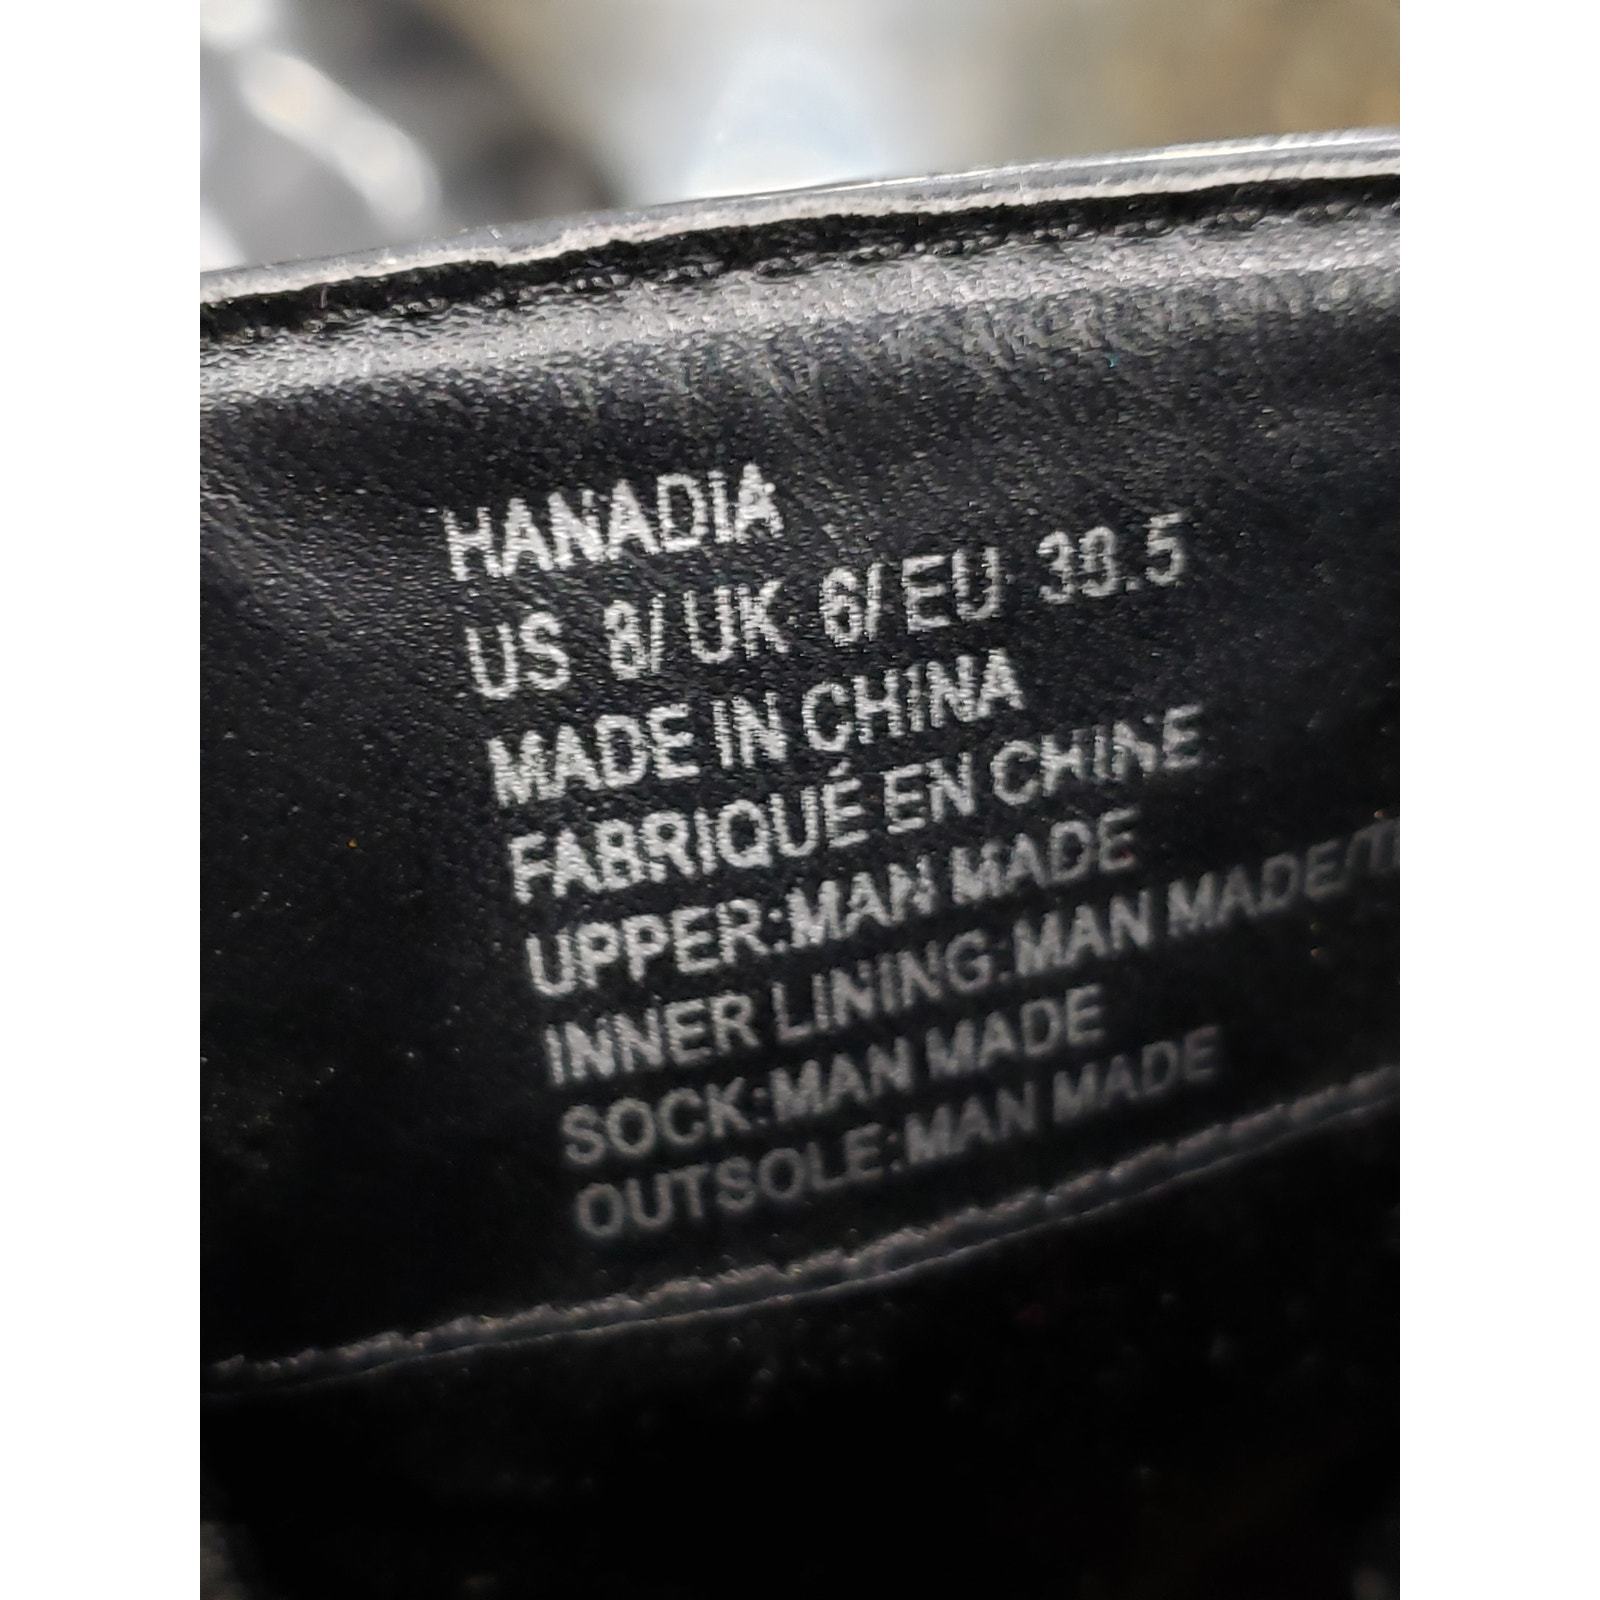 HANADIA
US 8/ UK 6/ EU 38.5
MADE IN CHINA
FABRIQUÉ EN CHINE
UPPER:MAN MADE
INNER LINING:MAN MADE/
SOCK:MAN MADE
OUTSOLE:MAN MADE